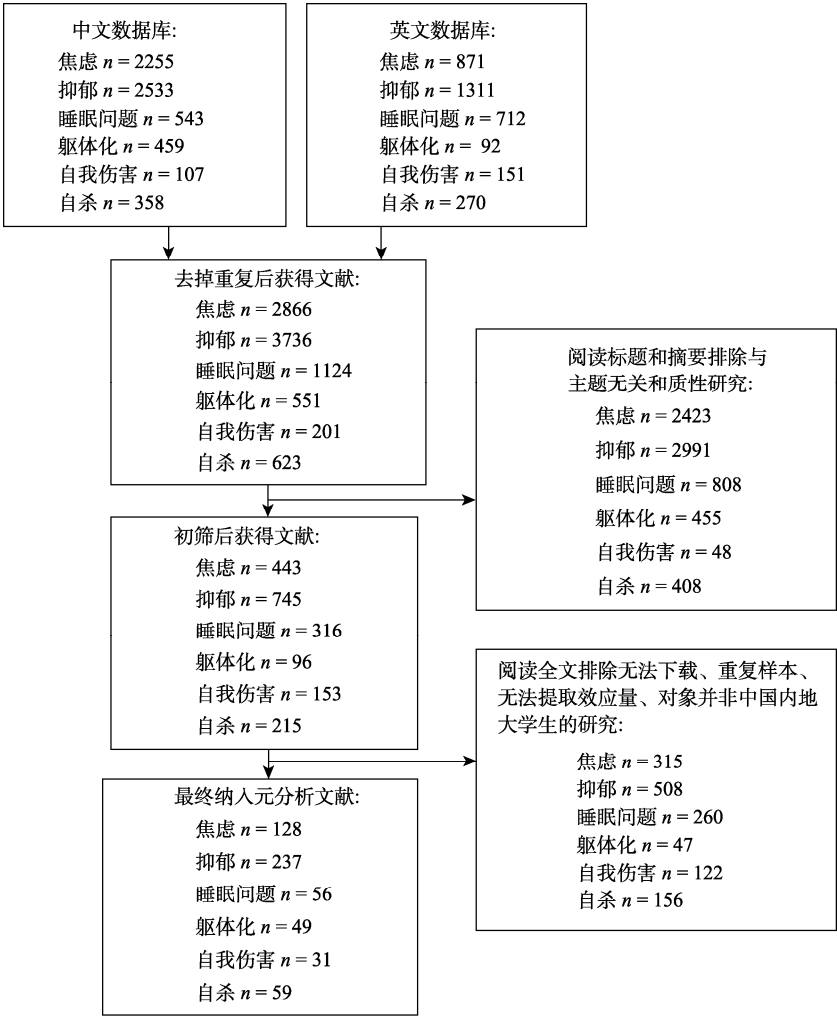 中文数据库:
焦虑 n = 2255
抑郁 n = 2533
睡眠问题 n = 543
躯体化 n = 459
自我伤害 n = 107
自杀 n = 358
英文数据库:
焦虑 n = 871
抑郁 n = 1311
睡眠问题 n = 712
躯体化 n = 92
自我伤害 n = 151
自杀 n = 270
去掉重复后获得文献:
焦虑 n = 2866
抑郁 n = 3736
睡眠问题 n = 1124
躯体化 n = 551
自我伤害 n = 201
自杀 n = 623
阅读标题和摘要排除与
主题无关和质性研究:
焦虑 n = 2423
抑郁 n = 2991
睡眠问题 n = 808
躯体化 n = 455
自我伤害 n = 48
自杀 n = 408
初筛后获得文献:
焦虑 n = 443
抑郁 n = 745
睡眠问题 n = 316
躯体化 n = 96
自我伤害 n = 153
自杀 n = 215
阅读全文排除无法下载、重复样本、
无法提取效应量、对象并非中国内地
大学生的研究:
焦虑 n = 315
抑郁 n = 508
睡眠问题 n = 260
躯体化 n = 47
自我伤害 n = 122
自杀 n = 156
最终纳入元分析文献:
焦虑 n = 128
抑郁 n = 237
睡眠问题 n = 56
躯体化 n = 49
自我伤害 n = 31
自杀 n = 59